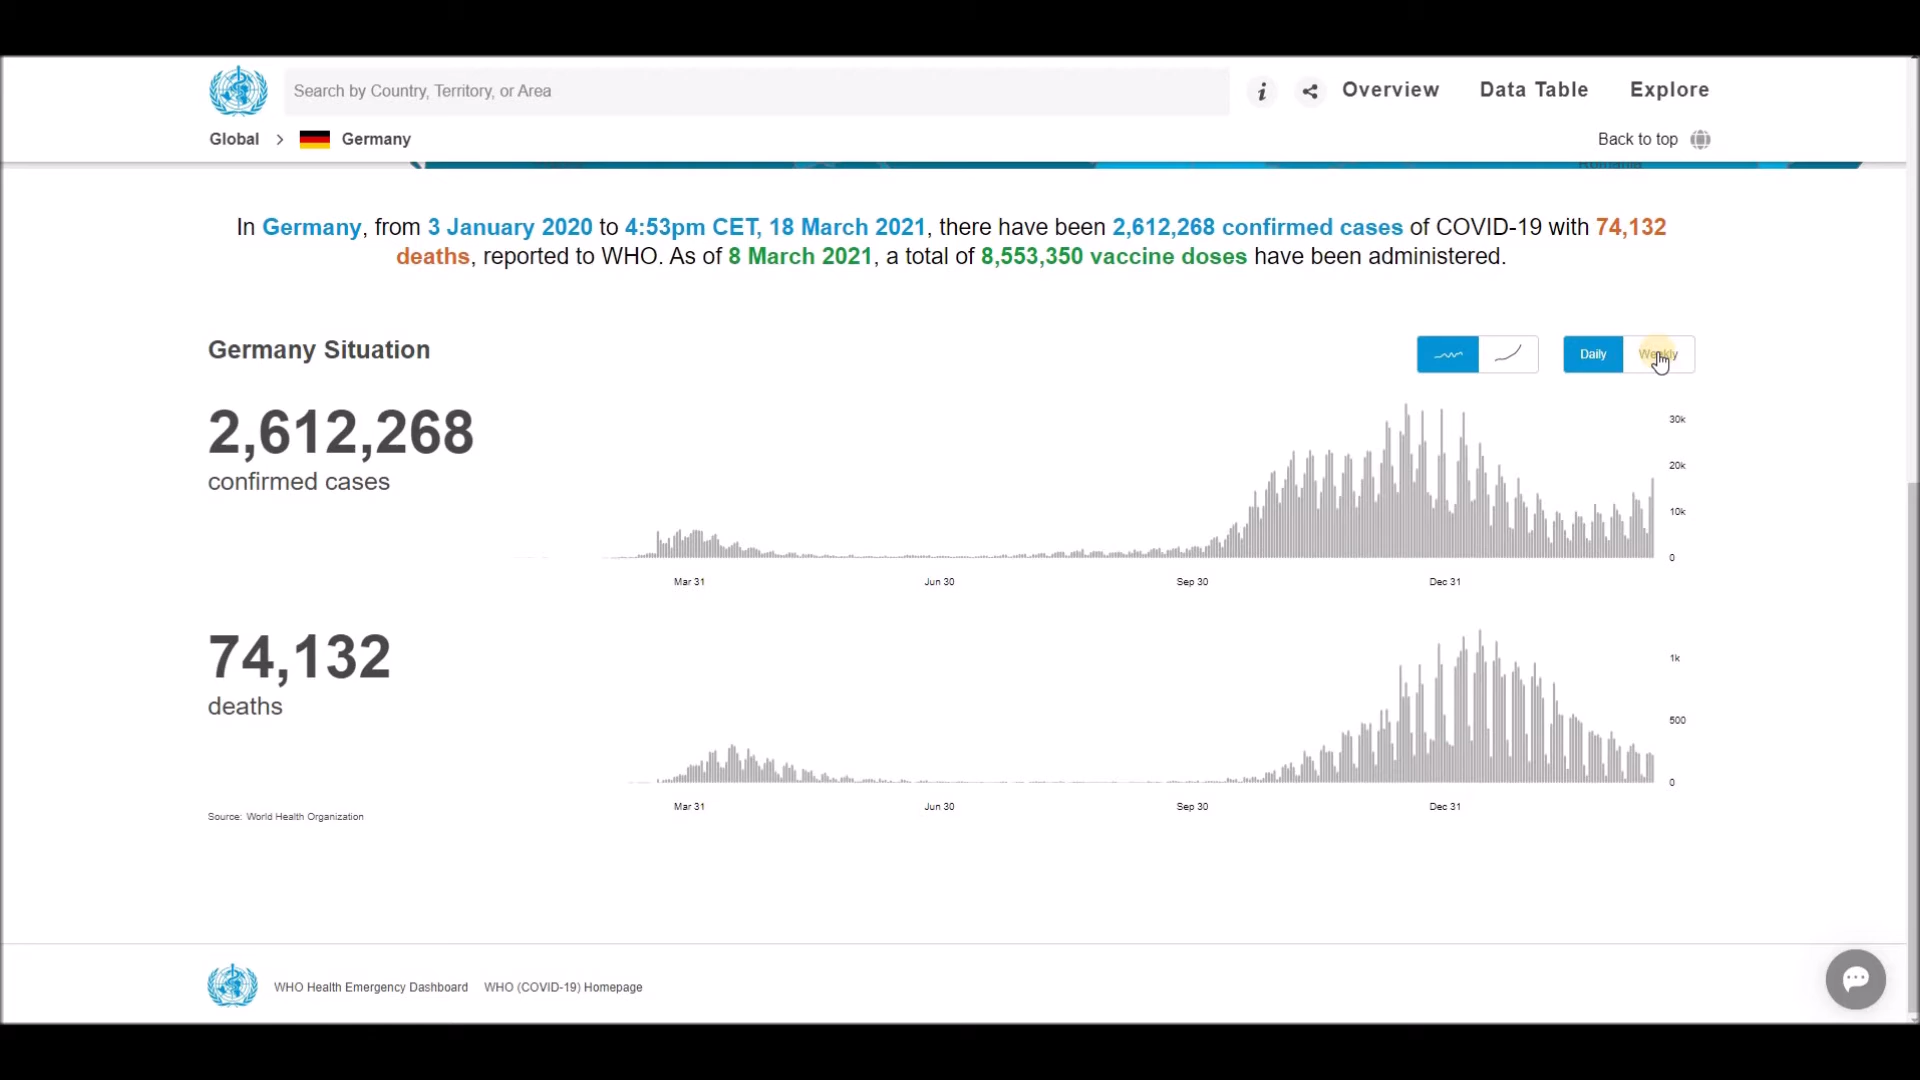 Search by Country, Territory, or Area
Overview
Data Table
Explore
Global > Germany
Back to top
Romania
In Germany, from 3 January 2020 to 4:53pm CET, 18 March 2021, there have been 2,612,268 confirmed cases of COVID-19 with 74,132
deaths, reported to WHO. As of 8 March 2021, a total of 8,553,350 vaccine doses have been administered.
Germany Situation
Daily
Weekly
2,612,268
confirmed cases
30k
20k
10k
0
Mar 31
Jun 30
Sep 30
Dec 31
74,132
deaths
1k
500
0
Mar 31
Jun 30
Sep 30
Dec 31
Source: World Health Organization
WHO Health Emergency Dashboard
WHO (COVID-19) Homepage